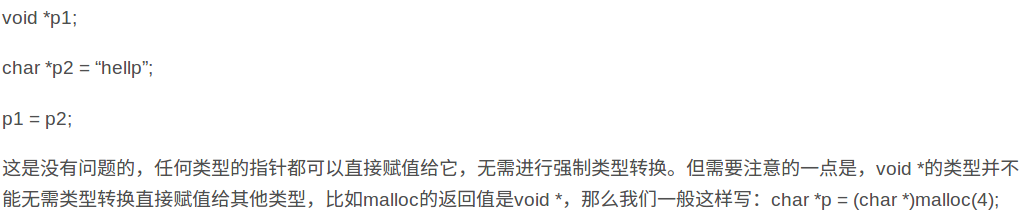 void *p1;
char *p2 = “hellp”;
p1 = p2;
这是没有问题的，任何类型的指针都可以直接赋值给它，无需进行强制类型转换。但需要注意的一点是，void *的类型并不
能无需类型转换直接赋值给其他类型，比如malloc的返回值是void *，那么我们一般这样写：char *p = (char *)malloc(4);